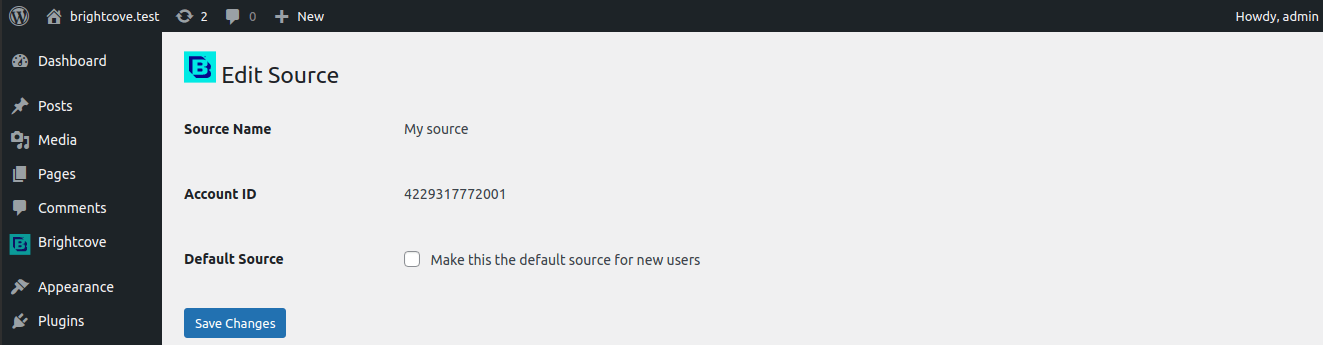 brightcove.test 2 0 New Howdy, admin
Dashboard
Posts
Media
Pages
Comments
Brightcove
Appearance
Plugins
Edit Source
Source Name My source
Account ID 4229317772001
Default Source Make this the default source for new users
Save Changes